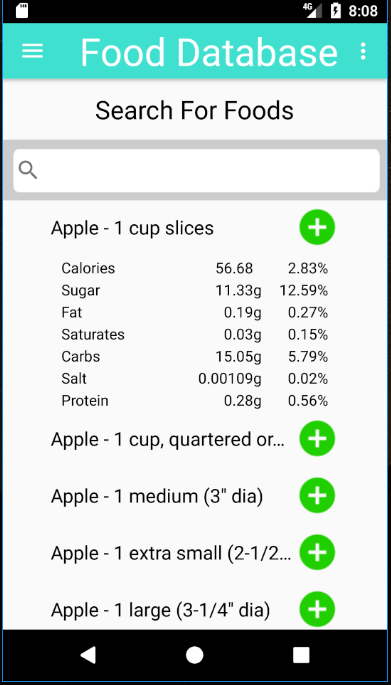 4G 8:08
Food Database
Search For Foods
Apple - 1 cup slices
Calories 56.68 2.83%
Sugar 11.33g 12.59%
Fat 0.19g 0.27%
Saturates 0.03g 0.15%
Carbs 15.05g 5.79%
Salt 0.00109g 0.02%
Protein 0.28g 0.56%
Apple - 1 cup, quartered or...
Apple - 1 medium (3" dia)
Apple - 1 extra small (2-1/2...
Apple - 1 large (3-1/4" dia)